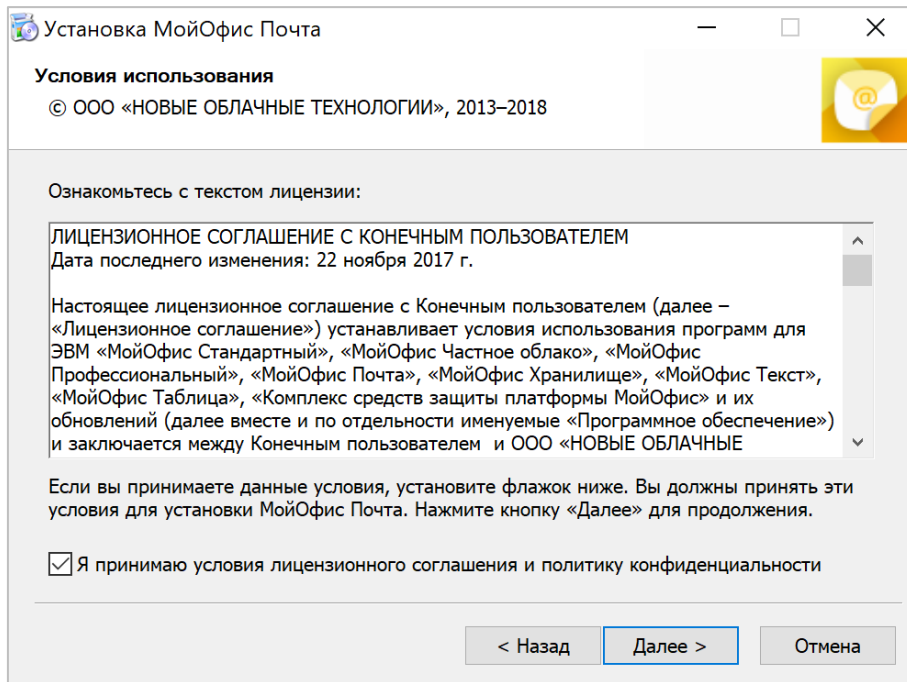 Установка МойОфис Почта
Условия использования
© ООО «НОВЫЕ ОБЛАЧНЫЕ ТЕХНОЛОГИИ», 2013–2018
@
Ознакомьтесь с текстом лицензии:
ЛИЦЕНЗИОННОЕ СОГЛАШЕНИЕ С КОНЕЧНЫМ ПОЛЬЗОВАТЕЛЕМ
Дата последнего изменения: 22 ноября 2017 г.
Настоящее лицензионное соглашение с Конечным пользователем (далее –
«Лицензионное соглашение») устанавливает условия использования программ для
ЭВМ «МойОфис Стандартный», «МойОфис Частное облако», «МойОфис
Профессиональный», «МойОфис Почта», «МойОфис Хранилище», «МойОфис Текст»,
«МойОфис Таблица», «Комплекс средств защиты платформы МойОфис» и их
обновлений (далее вместе и по отдельности именуемые «Программное обеспечение»)
и заключается между Конечным пользователем  и ООО «НОВЫЕ ОБЛАЧНЫЕ
Если вы принимаете данные условия, установите флажок ниже. Вы должны принять эти
условия для установки МойОфис Почта. Нажмите кнопку «Далее» для продолжения.
Я принимаю условия лицензионного соглашения и политику конфиденциальности
< Назад
Далее >
Отмена